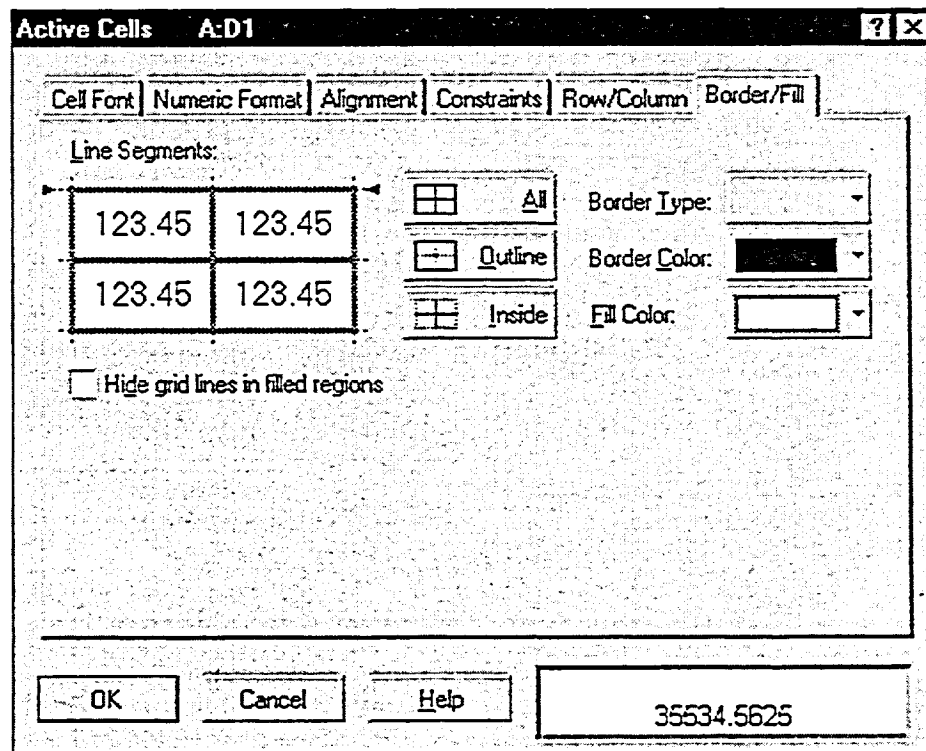 Active Cells A:D1
Cell Font Numeric Format Alignment Constraints Row/Column Border/Fill
Line Segments:
123.45 123.45
123.45 123.45
All
Outline
Inside
Border Type:
Border Color:
Fill Color:
Hide grid lines in filled regions
OK Cancel Help 35534.5625